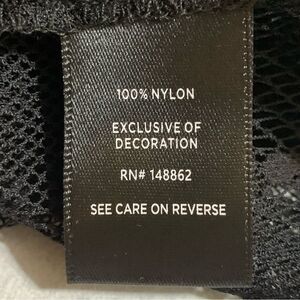 100% NYLON
EXCLUSIVE OF
DECORATION
RN# 148862
SEE CARE ON REVERSE